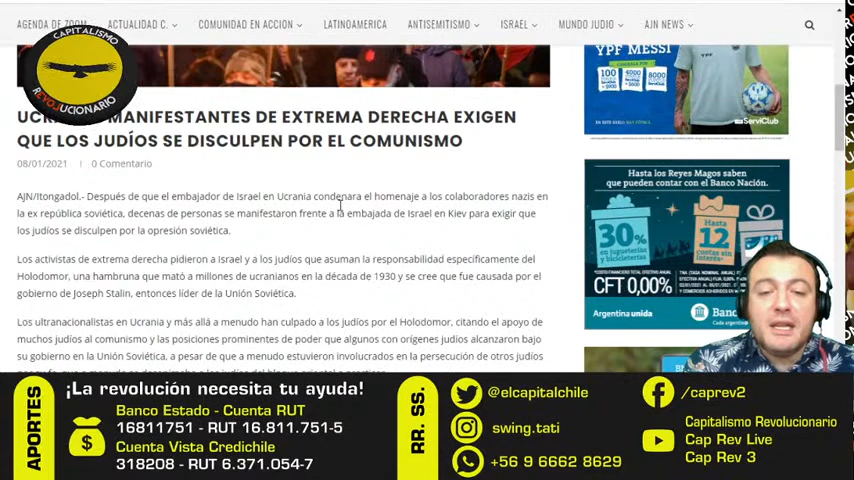 AGENDA DE ZOOM ACTUALIDAD C. COMUNIDAD EN ACCION LATINOAMERICA ANTISEMITISMO ISRAEL MUNDO JUDIO AJN NEWS
CAPITALISMO
REVOLUCIONARIO
MANIFESTANTES DE EXTREMA DERECHA EXIGEN
QUE LOS JUDÍOS SE DISCULPEN POR EL COMUNISMO
08/01/2021 | 0 Comentario
AJN/Itongadol.- Después de que el embajador de Israel en Ucrania condenara el homenaje a los colaboradores nazis en
la ex república soviética, decenas de personas se manifestaron frente a la embajada de Israel en Kiev para exigir que
los judíos se disculpen por la opresión soviética.
Los activistas de extrema derecha pidieron a Israel y a los judíos que asuman la responsabilidad específicamente del
Holodomor, una hambruna que mató a millones de ucranianos en la década de 1930 y se cree que fue causada por el
gobierno de Joseph Stalin, entonces líder de la Unión Soviética.
Los ultranacionalistas en Ucrania y más allá a menudo han culpado a los judíos por el Holodomor, citando el apoyo de
muchos judíos al comunismo y las posiciones prominentes de poder que algunos con orígenes judíos alcanzaron bajo
su gobierno en la Unión Soviética, a pesar de que a menudo estuvieron involucrados en la persecución de otros judíos
YPF MESSI
100 4000 8000
ServiClub
Hasta los Reyes Magos saben
que pueden contar con el Banco Nación.
30%
en jugueterías
y bicicleterías
Hasta
12
cuotas sin
interés
CFT 0,00%
Argentina unida
Banc
APORTES
¡La revolución necesita tu ayuda!
Banco Estado - Cuenta RUT
16811751 - RUT 16.811.751-5
Cuenta Vista Credichile
318208 - RUT 6.371.054-7
RR. SS.
@elcapitalchile
swing.tati
+56 9 6662 8629
/caprev2
Capitalismo Revolucionario
Cap Rev Live
Cap Rev 3